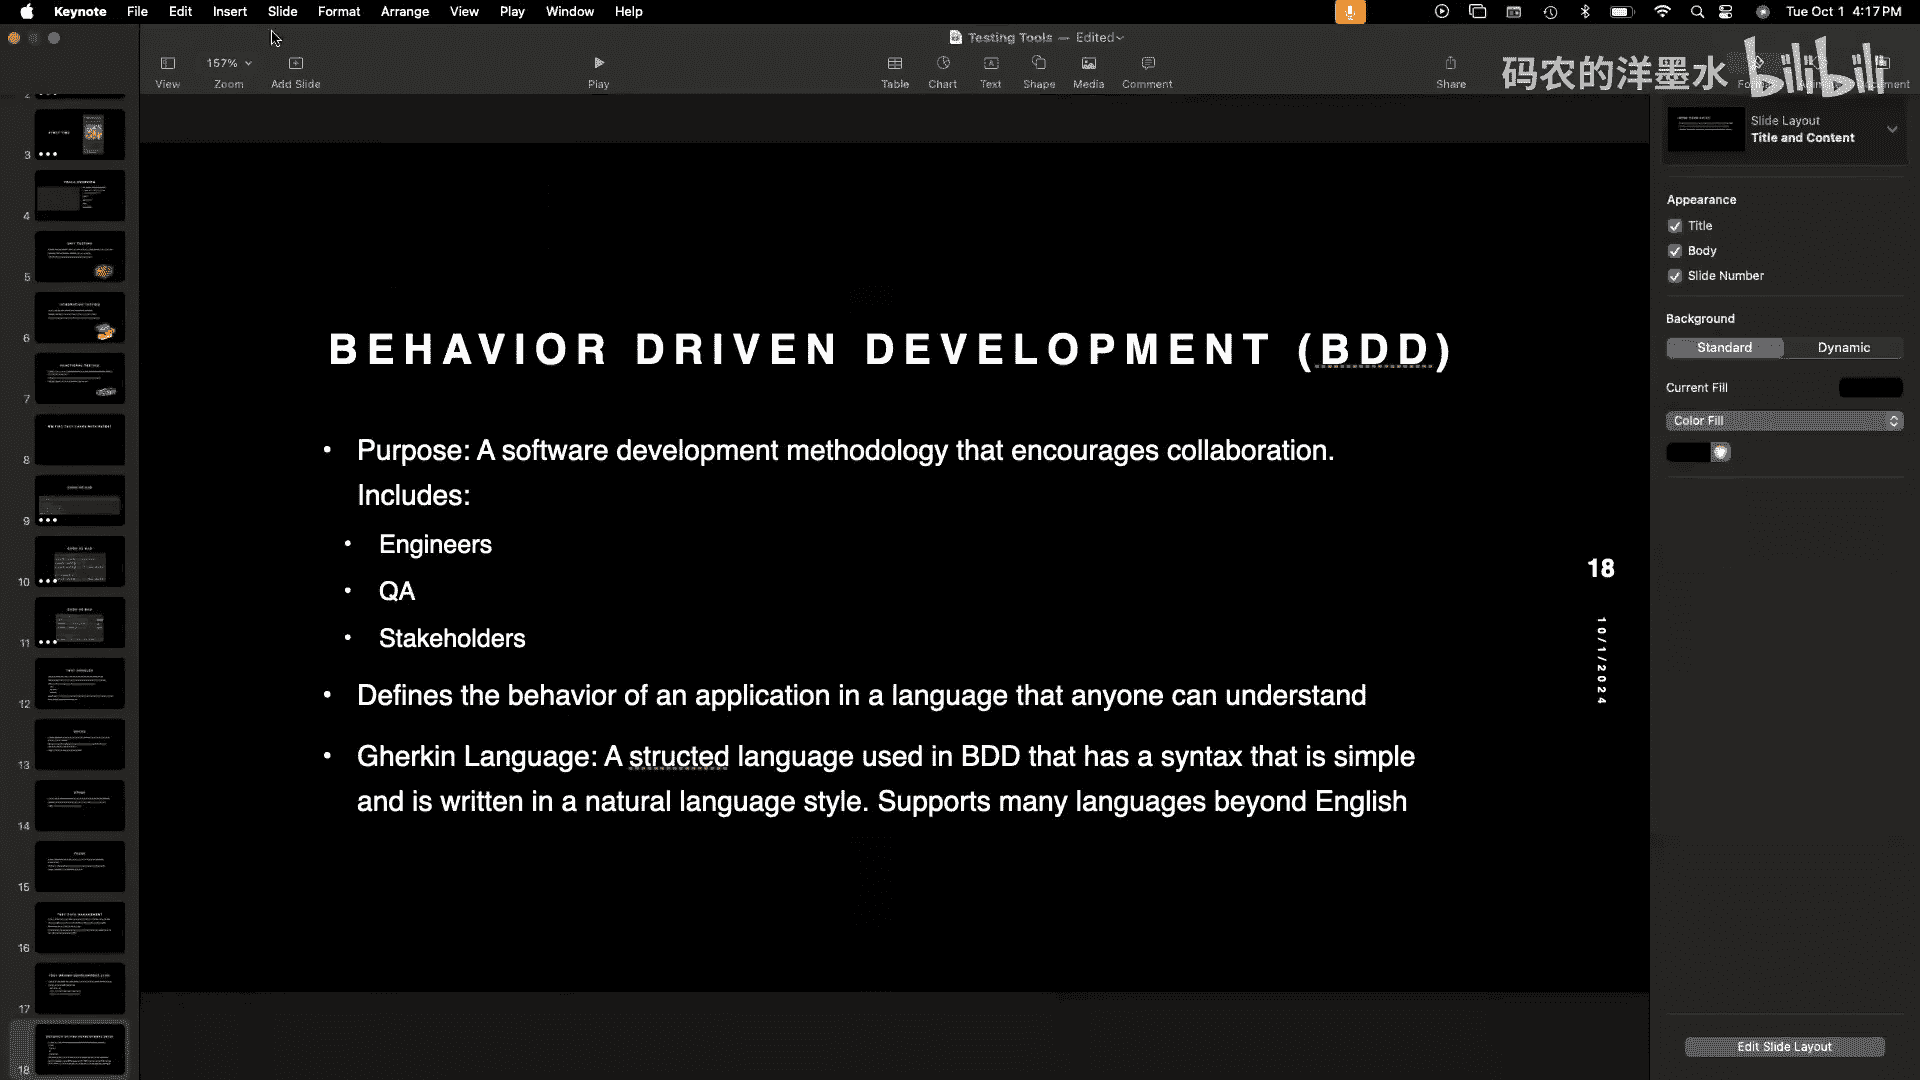 Keynote File Edit Insert Slide Format Arrange View Play Window Help
Tue Oct 1 4:17 PM
Testing Tools — Edited
157%
View Zoom Add Slide Play Table Chart Text Shape Media Comment Share
码农的洋墨水 bilibili
3
4
5
6
7
8
9
10
11
12
13
14
15
16
17
18
BEHAVIOR DRIVEN DEVELOPMENT (BDD)
• Purpose: A software development methodology that encourages collaboration.
Includes:
• Engineers
• QA
• Stakeholders
• Defines the behavior of an application in a language that anyone can understand
• Gherkin Language: A structed language used in BDD that has a syntax that is simple
and is written in a natural language style. Supports many languages beyond English
18
10/1/2024
Slide Layout
Title and Content
Appearance
Title
Body
Slide Number
Background
Standard Dynamic
Current Fill
Color Fill
Edit Slide Layout